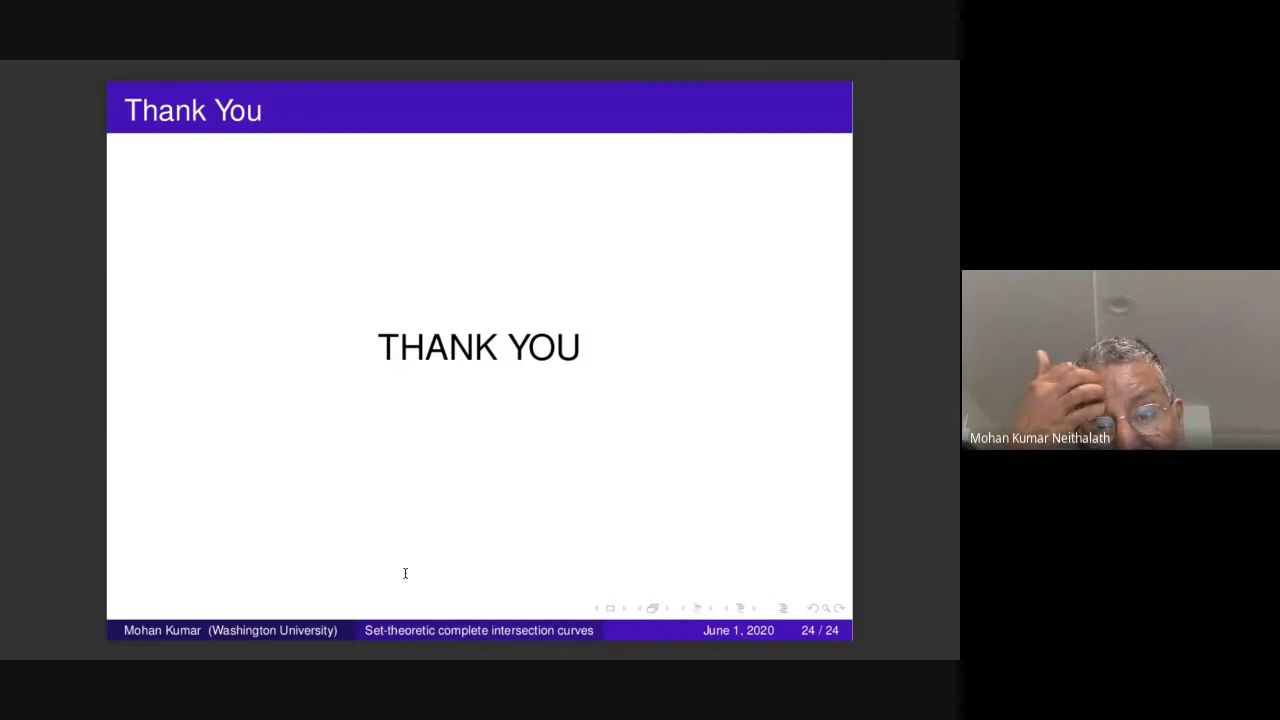 Thank You
THANK YOU
Mohan Kumar (Washington University)
Set-theoretic complete intersection curves
June 1, 2020
24 / 24
Mohan Kumar Neithalath